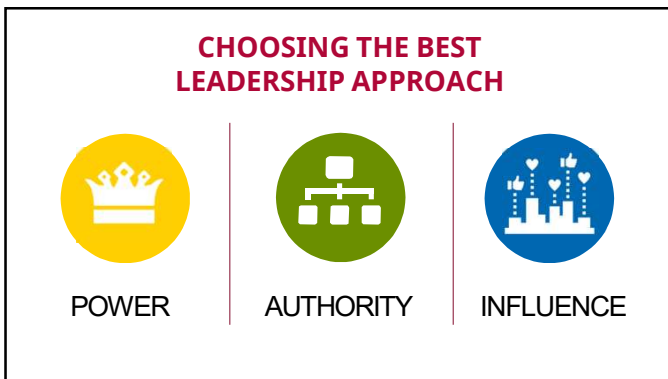 CHOOSING THE BEST
LEADERSHIP APPROACH
POWER
AUTHORITY
INFLUENCE